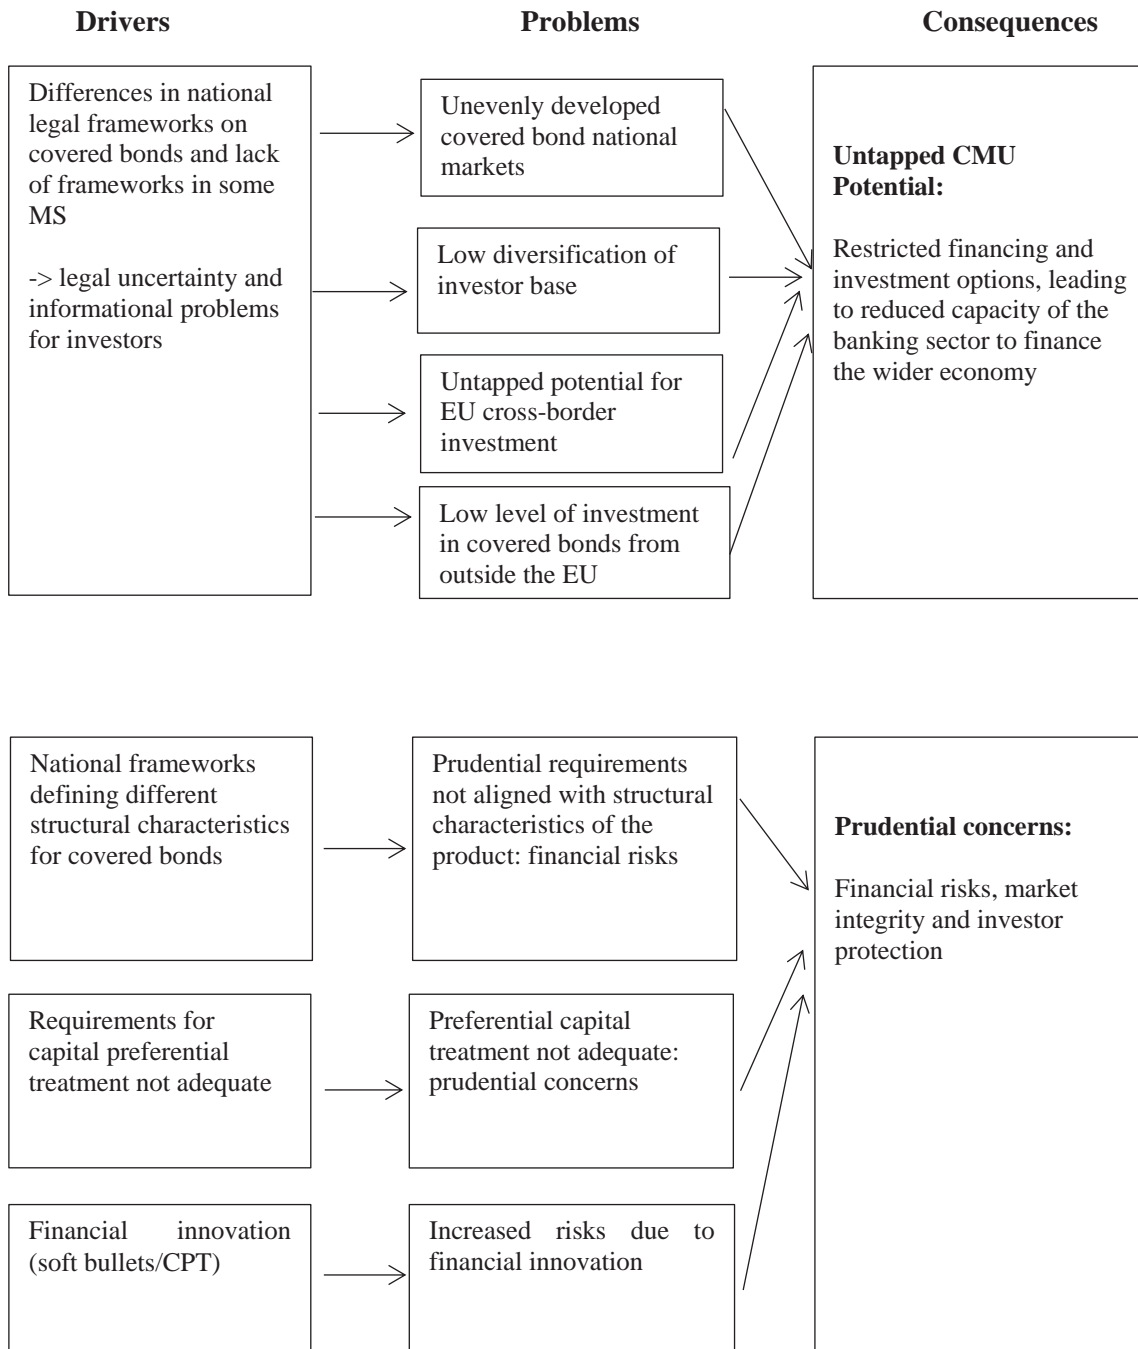 Drivers
Problems
Consequences
Differences in national
legal frameworks on
covered bonds and lack
of frameworks in some
MS
-> legal uncertainty and
informational problems
for investors
Unevenly developed
covered bond national
markets
Low diversification of
investor base
Untapped potential for
EU cross-border
investment
Low level of investment
in covered bonds from
outside the EU
Untapped CMU
Potential:
Restricted financing and
investment options, leading
to reduced capacity of the
banking sector to finance
the wider economy
National frameworks
defining different
structural characteristics
for covered bonds
Prudential requirements
not aligned with structural
characteristics of the
product: financial risks
Prudential concerns:
Financial risks, market
integrity and investor
protection
Requirements for
capital preferential
treatment not adequate
Preferential capital
treatment not adequate:
prudential concerns
Financial innovation
(soft bullets/CPT)
Increased risks due to
financial innovation